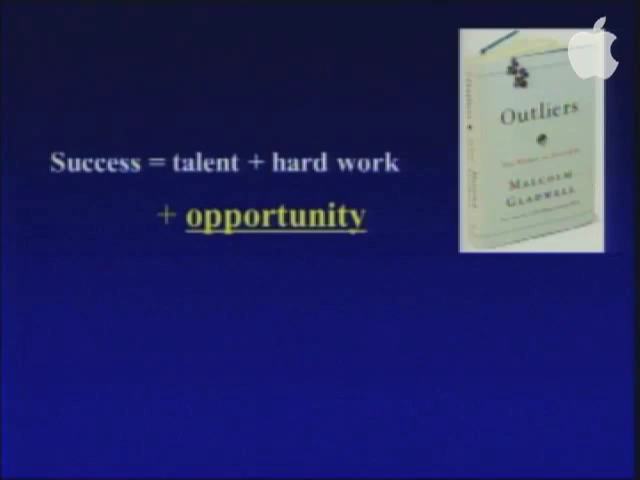 Success = talent + hard work
+ opportunity
Outliers
MALCOLM
GLADWELL